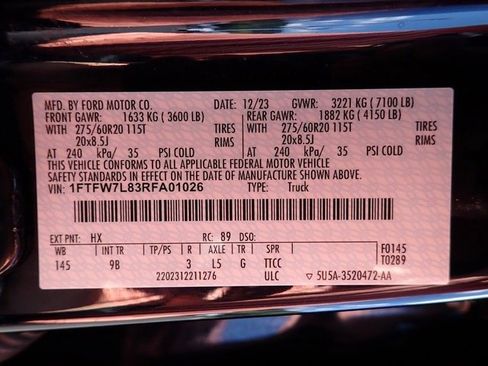 MFD. BY FORD MOTOR CO. DATE: 12/23 GVWR: 3221 KG ( 7100 LB)
FRONT GAWR: 1633 KG ( 3600 LB) REAR GAWR: 1882 KG ( 4150 LB)
WITH 275/60R20 115T TIRES WITH 275/60R20 115T TIRES
20x8.5J RIMS 20x8.5J RIMS
AT 240 kPa/ 35 PSI COLD AT 240 kPa/ 35 PSI COLD
THIS VEHICLE CONFORMS TO ALL APPLICABLE FEDERAL MOTOR VEHICLE
SAFETY STANDARDS IN EFFECT ON THE DATE OF MANUFACTURE SHOWN ABOVE.
VIN: 1FTFW7L83RFA01026 TYPE: Truck
EXT PNT: HX RC: 89 DSO: F0145
WB INT TR TP/PS R AXLE TR SPR T0289
145 9B 3 L5 G TTCC
2202312211276 ULC ▽ 5U5A-3520472-AA